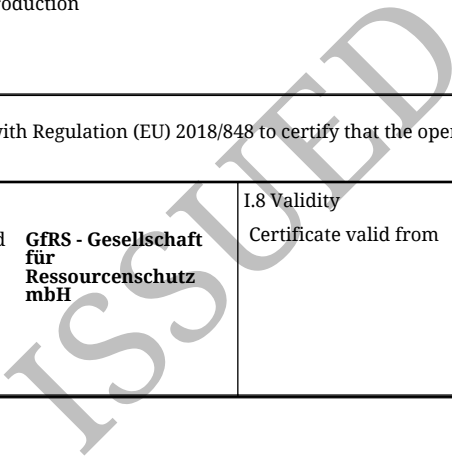 roduction
with Regulation (EU) 2018/848 to certify that the oper
d GfRS - Gesellschaft
für
Ressourcenschutz
mbH
I.8 Validity
Certificate valid from
ISSUED